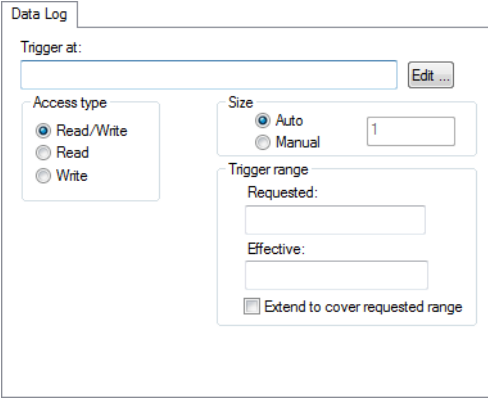 Data Log
Trigger at:
Edit ...
Access type
Read/Write
Read
Write
Size
Auto
Manual
1
Trigger range
Requested:
Effective:
Extend to cover requested range